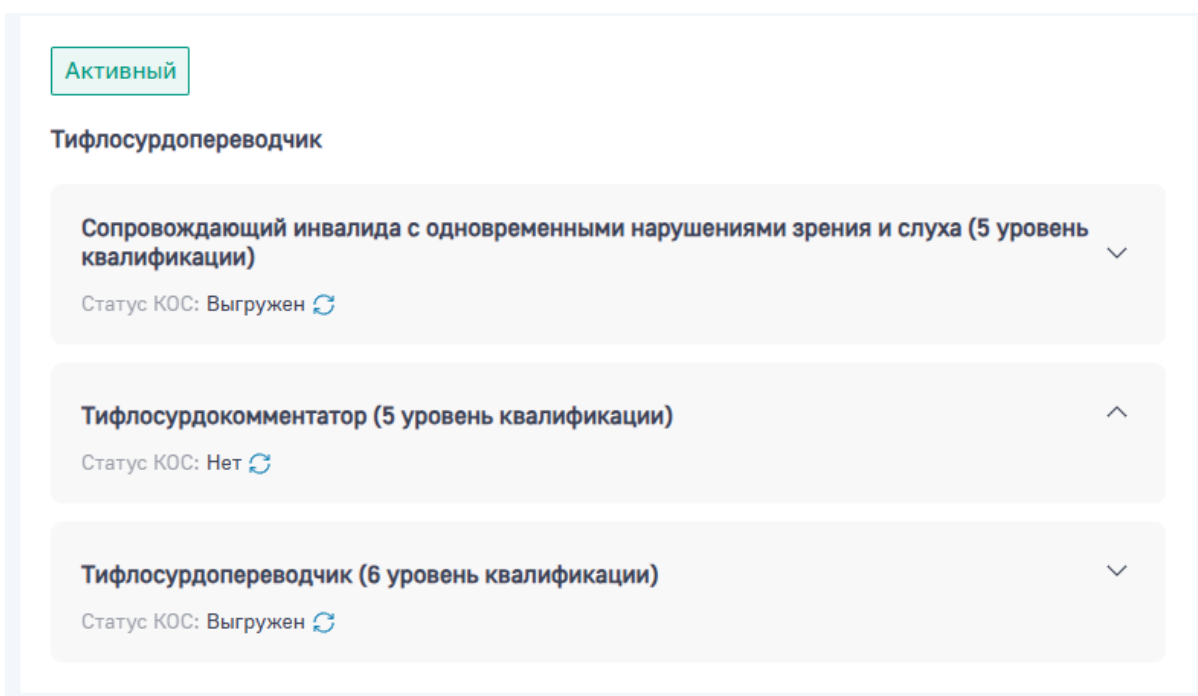 Активный
Тифлосурдопереводчик
Сопровождающий инвалида с одновременными нарушениями зрения и слуха (5 уровень
квалификации)
Статус КОС: Выгружен
Тифлосурдокомментатор (5 уровень квалификации)
Статус КОС: Нет
Тифлосурдопереводчик (6 уровень квалификации)
Статус КОС: Выгружен